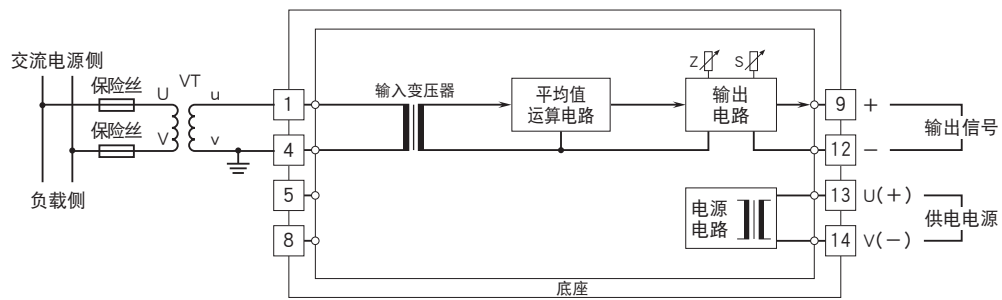 交流电源侧
保险丝
U
VT
u
保险丝
V
v
负载侧
1
4
5
8
输入变压器
平均值
运算电路
Z
S
输出
电路
电源
电路
9
+
12
−
输出信号
13
U(+)
14
V(−)
供电电源
底座